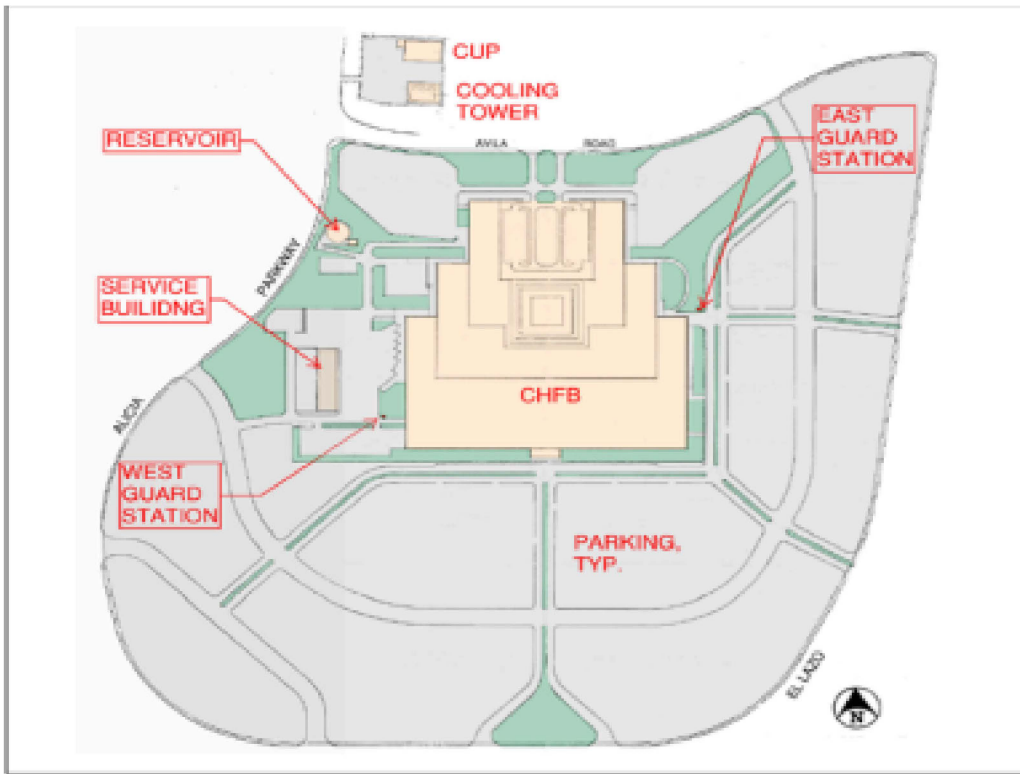 CUP
COOLING
TOWER
EAST
GUARD
STATION
RESERVOIR
AVILA ROAD
PARKWAY
SERVICE
BUILIDNG
CHFB
ALICIA
WEST
GUARD
STATION
PARKING,
TYP.
EL LAZO
N